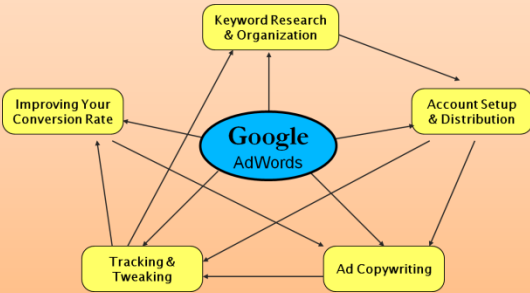 Keyword Research
& Organization
Improving Your
Conversion Rate
Google
AdWords
Account Setup
& Distribution
Tracking &
Tweaking
Ad Copywriting